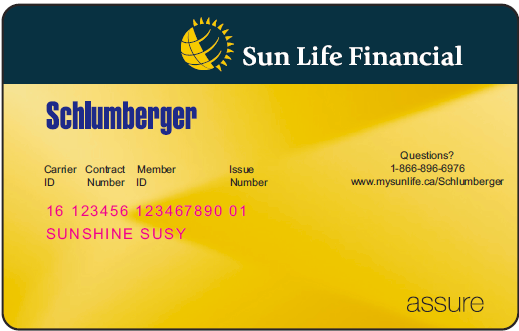 Sun Life Financial
Schlumberger
Questions?
1-866-896-6976
www.mysunlife.ca/Schlumberger
Carrier Contract Member Issue
ID Number ID Number
16 123456 123467890 01
SUNSHINE SUSY
assure